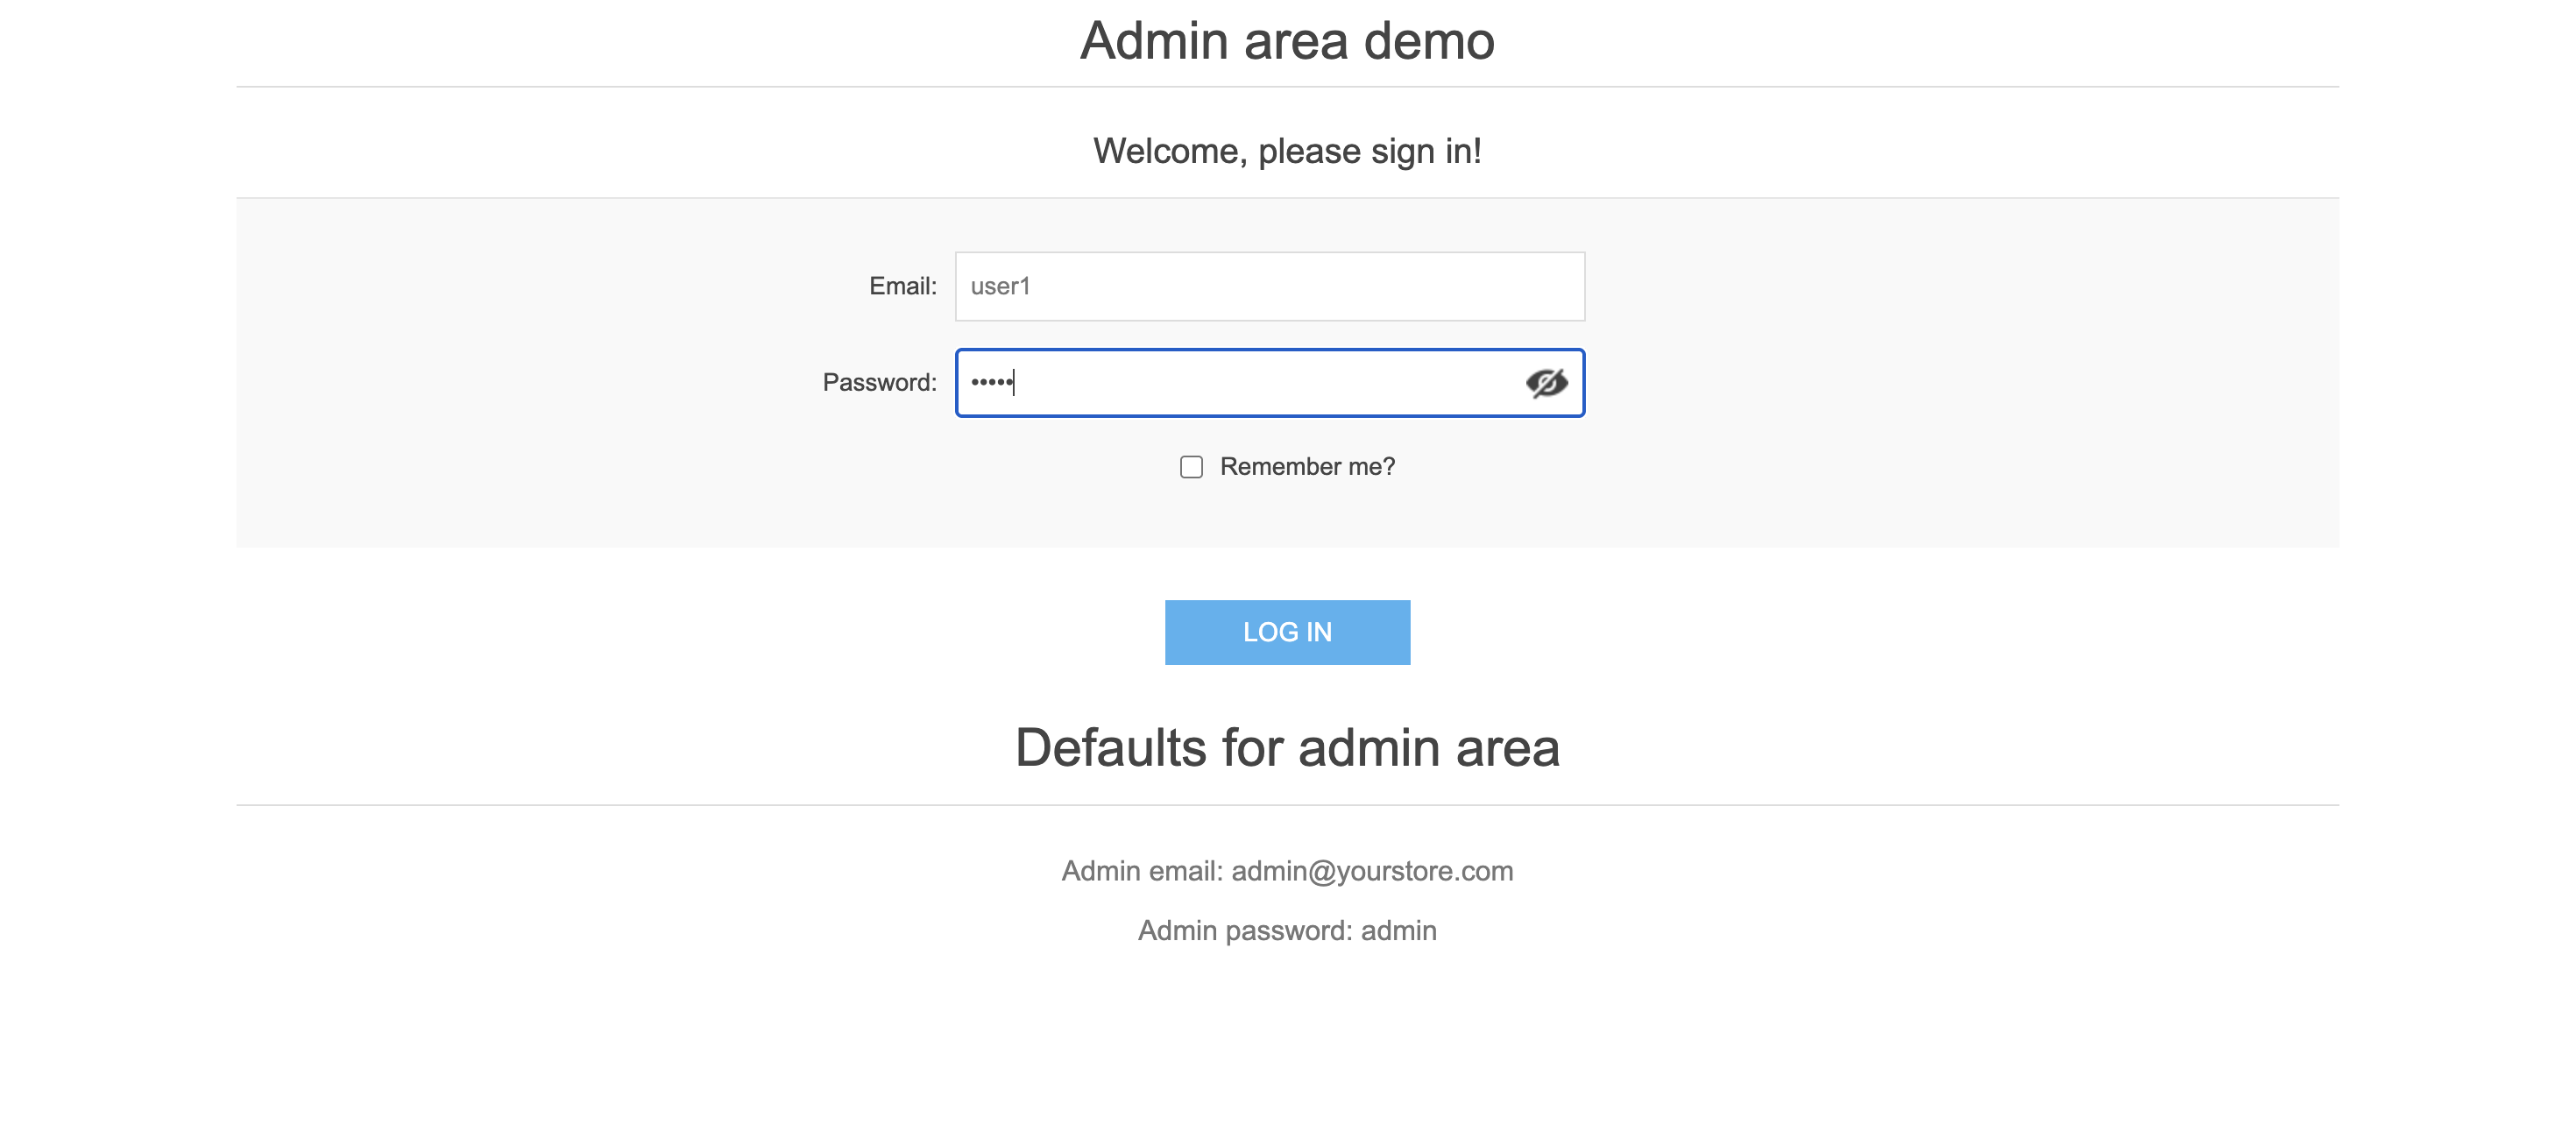 Admin area demo
Welcome, please sign in!
Email: user1
Password: •••••
Remember me?
LOG IN
Defaults for admin area
Admin email: admin@yourstore.com
Admin password: admin